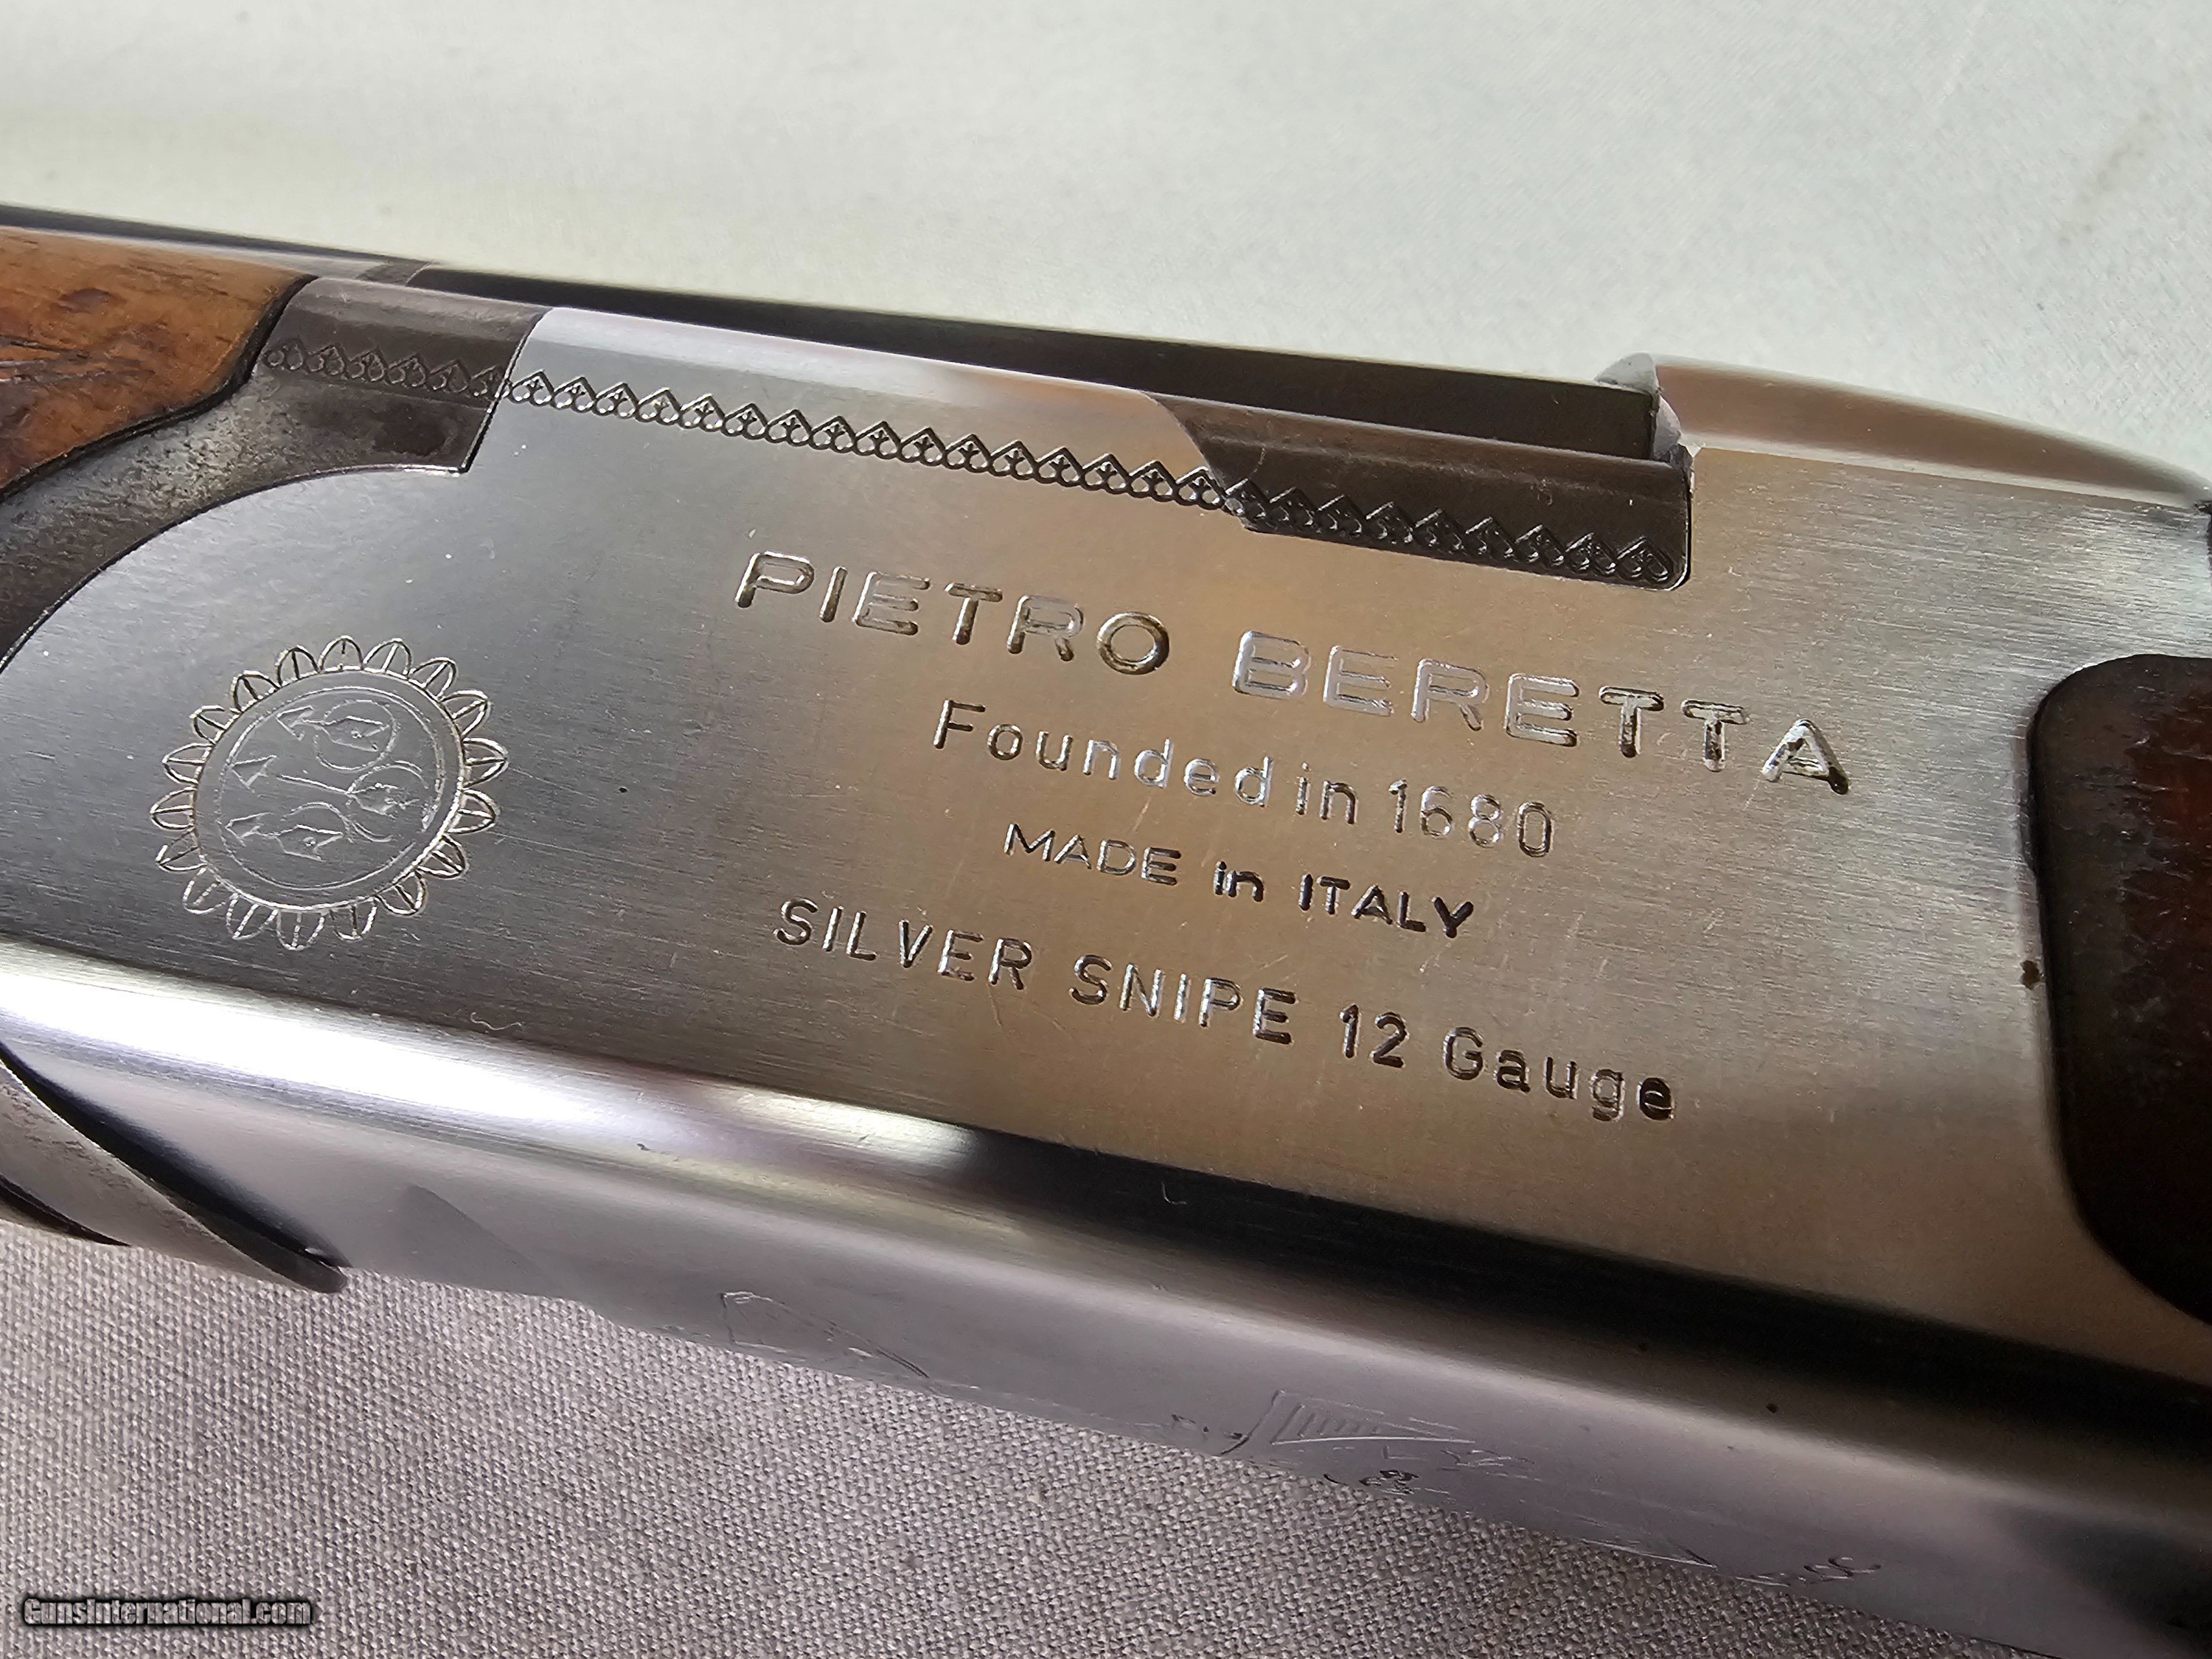 PIETRO BERETTA
Founded in 1680
MADE in ITALY
SILVER SNIPE 12 Gauge
GunsInternational.com